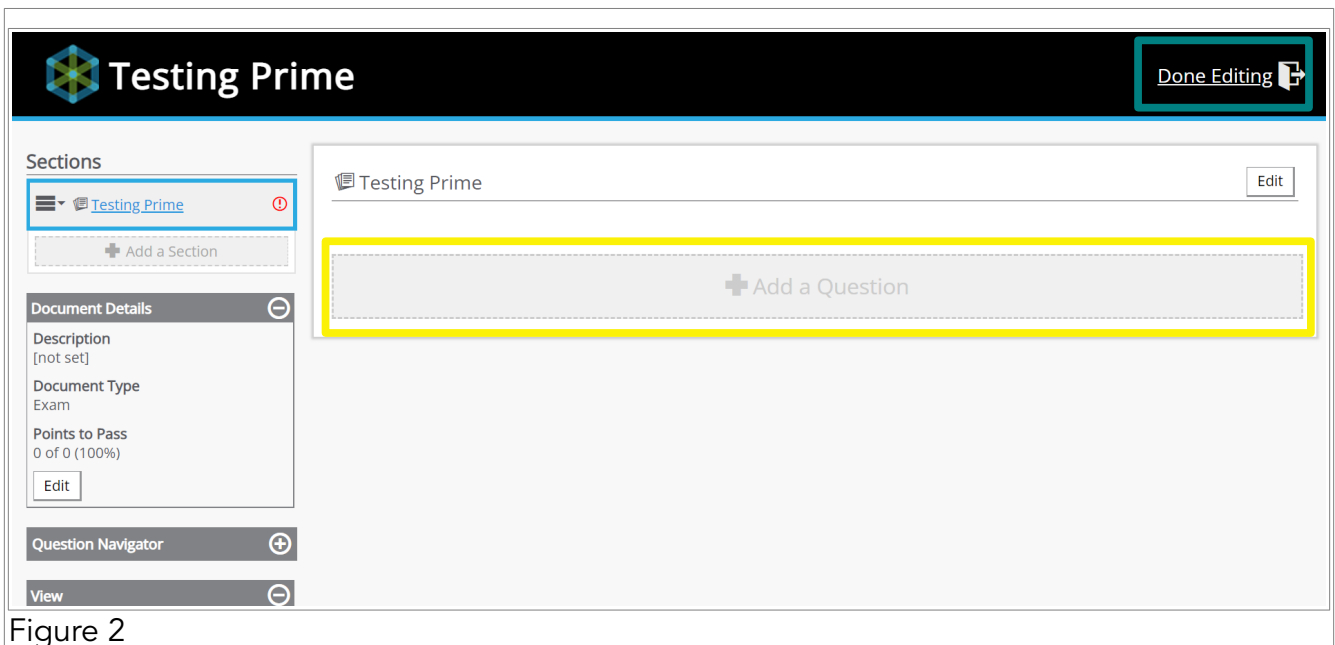 Testing Prime
Done Editing
Sections
Testing Prime
Add a Section
Document Details
Description
[not set]
Document Type
Exam
Points to Pass
0 of 0 (100%)
Edit
Question Navigator
View
Testing Prime
Edit
Add a Question
Figure 2